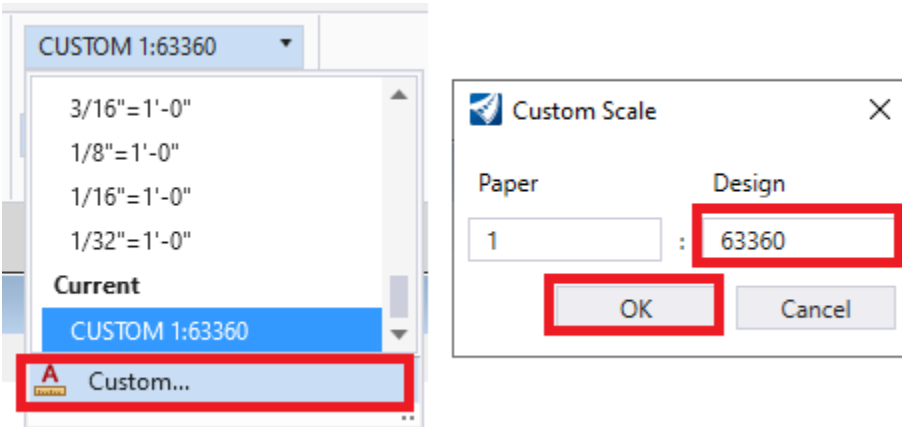 CUSTOM 1:63360
3/16"=1'-0"
1/8"=1'-0"
1/16"=1'-0"
1/32"=1'-0"
Current
CUSTOM 1:63360
A Custom...
Custom Scale
Paper Design
1 : 63360
OK Cancel